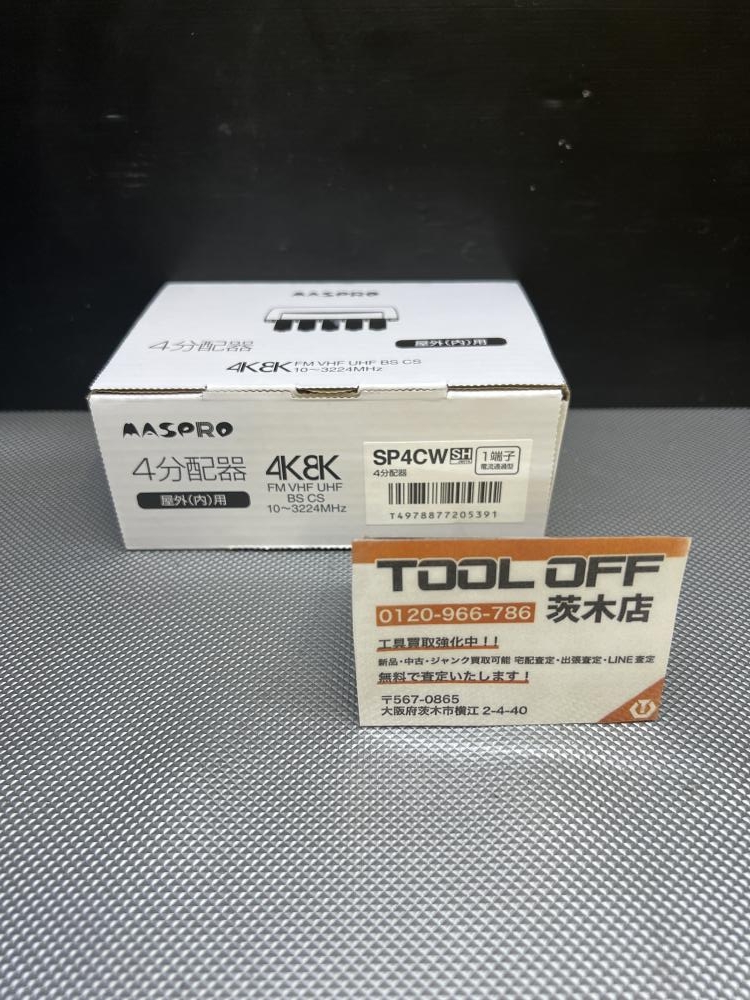 MASPRO
4分配器
屋外(内)用
4K8K FM VHF UHF BS CS
10～3224MHz
MASPRO
4分配器
屋外(内)用
4K8K
FM VHF UHF
BS CS
10～3224MHz
SP4CW SH
4分配器
1端子
電流通過型
T4978877205391
TOOL OFF
0120-966-786 茨木店
工具買取強化中！！
新品・中古・ジャンク買取可能 宅配査定・出張査定・LINE査定
無料で査定いたします！
〒567-0865
大阪府茨木市横江 2-4-40